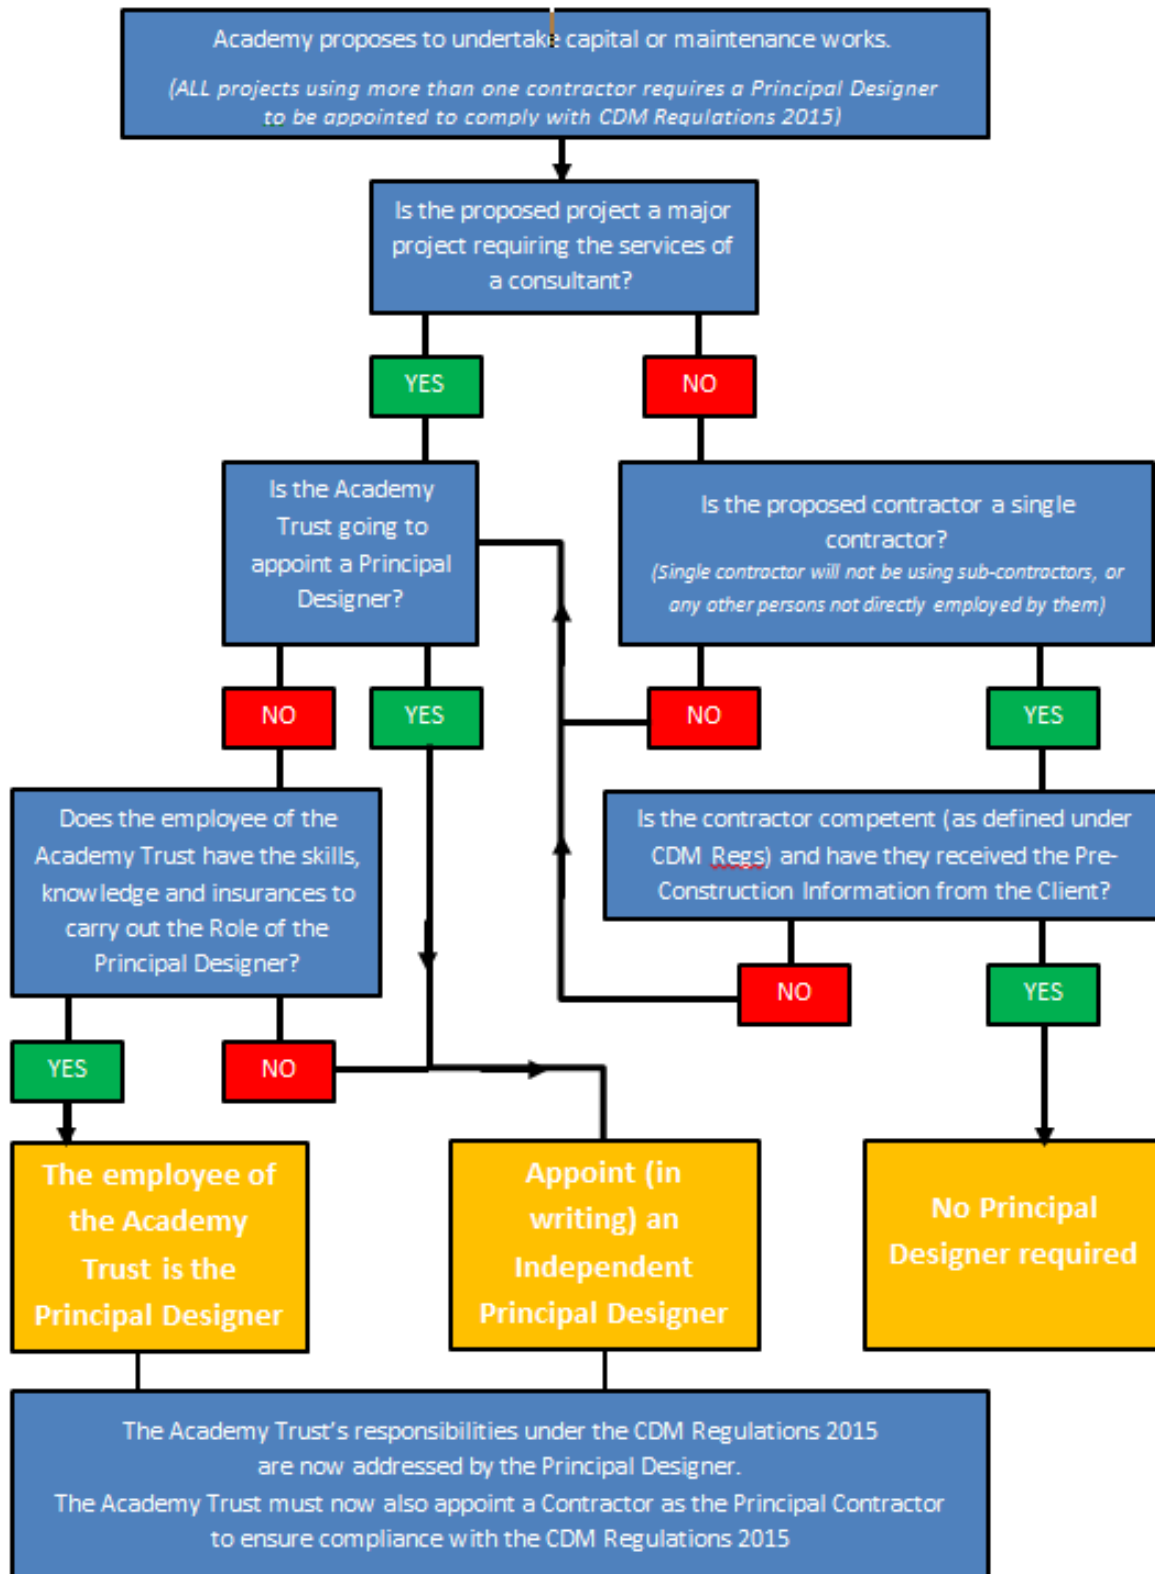 Academy proposes to undertake capital or maintenance works.
(ALL projects using more than one contractor requires a Principal Designer
to be appointed to comply with CDM Regulations 2015)
Is the proposed project a major
project requiring the services of
a consultant?
YES
NO
Is the Academy
Trust going to
appoint a Principal
Designer?
Is the proposed contractor a single
contractor?
(Single contractor will not be using sub-contractors, or
any other persons not directly employed by them)
NO
YES
NO
YES
Does the employee of the
Academy Trust have the skills,
knowledge and insurances to
carry out the Role of the
Principal Designer?
Is the contractor competent (as defined under
CDM Regs) and have they received the Pre-
Construction Information from the Client?
NO
YES
YES
NO
The employee of
the Academy
Trust is the
Principal Designer
Appoint (in
writing) an
Independent
Principal Designer
No Principal
Designer required
The Academy Trust's responsibilities under the CDM Regulations 2015
are now addressed by the Principal Designer.
The Academy Trust must now also appoint a Contractor as the Principal Contractor
to ensure compliance with the CDM Regulations 2015